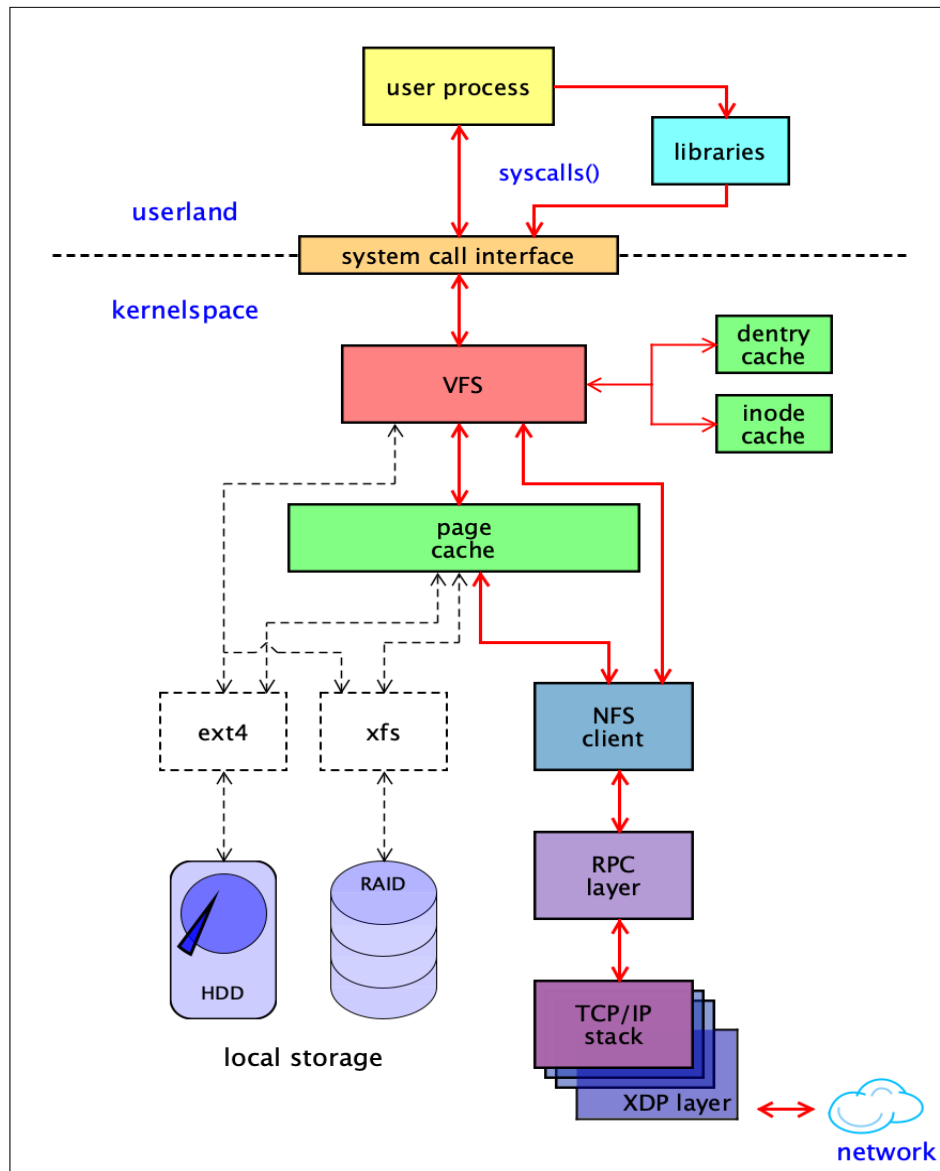 user process
libraries
syscalls()
userland
system call interface
kernelspace
dentry
cache
VFS
inode
cache
page
cache
ext4
xfs
NFS
client
RPC
layer
RAID
HDD
TCP/IP
stack
local storage
XDP layer
network